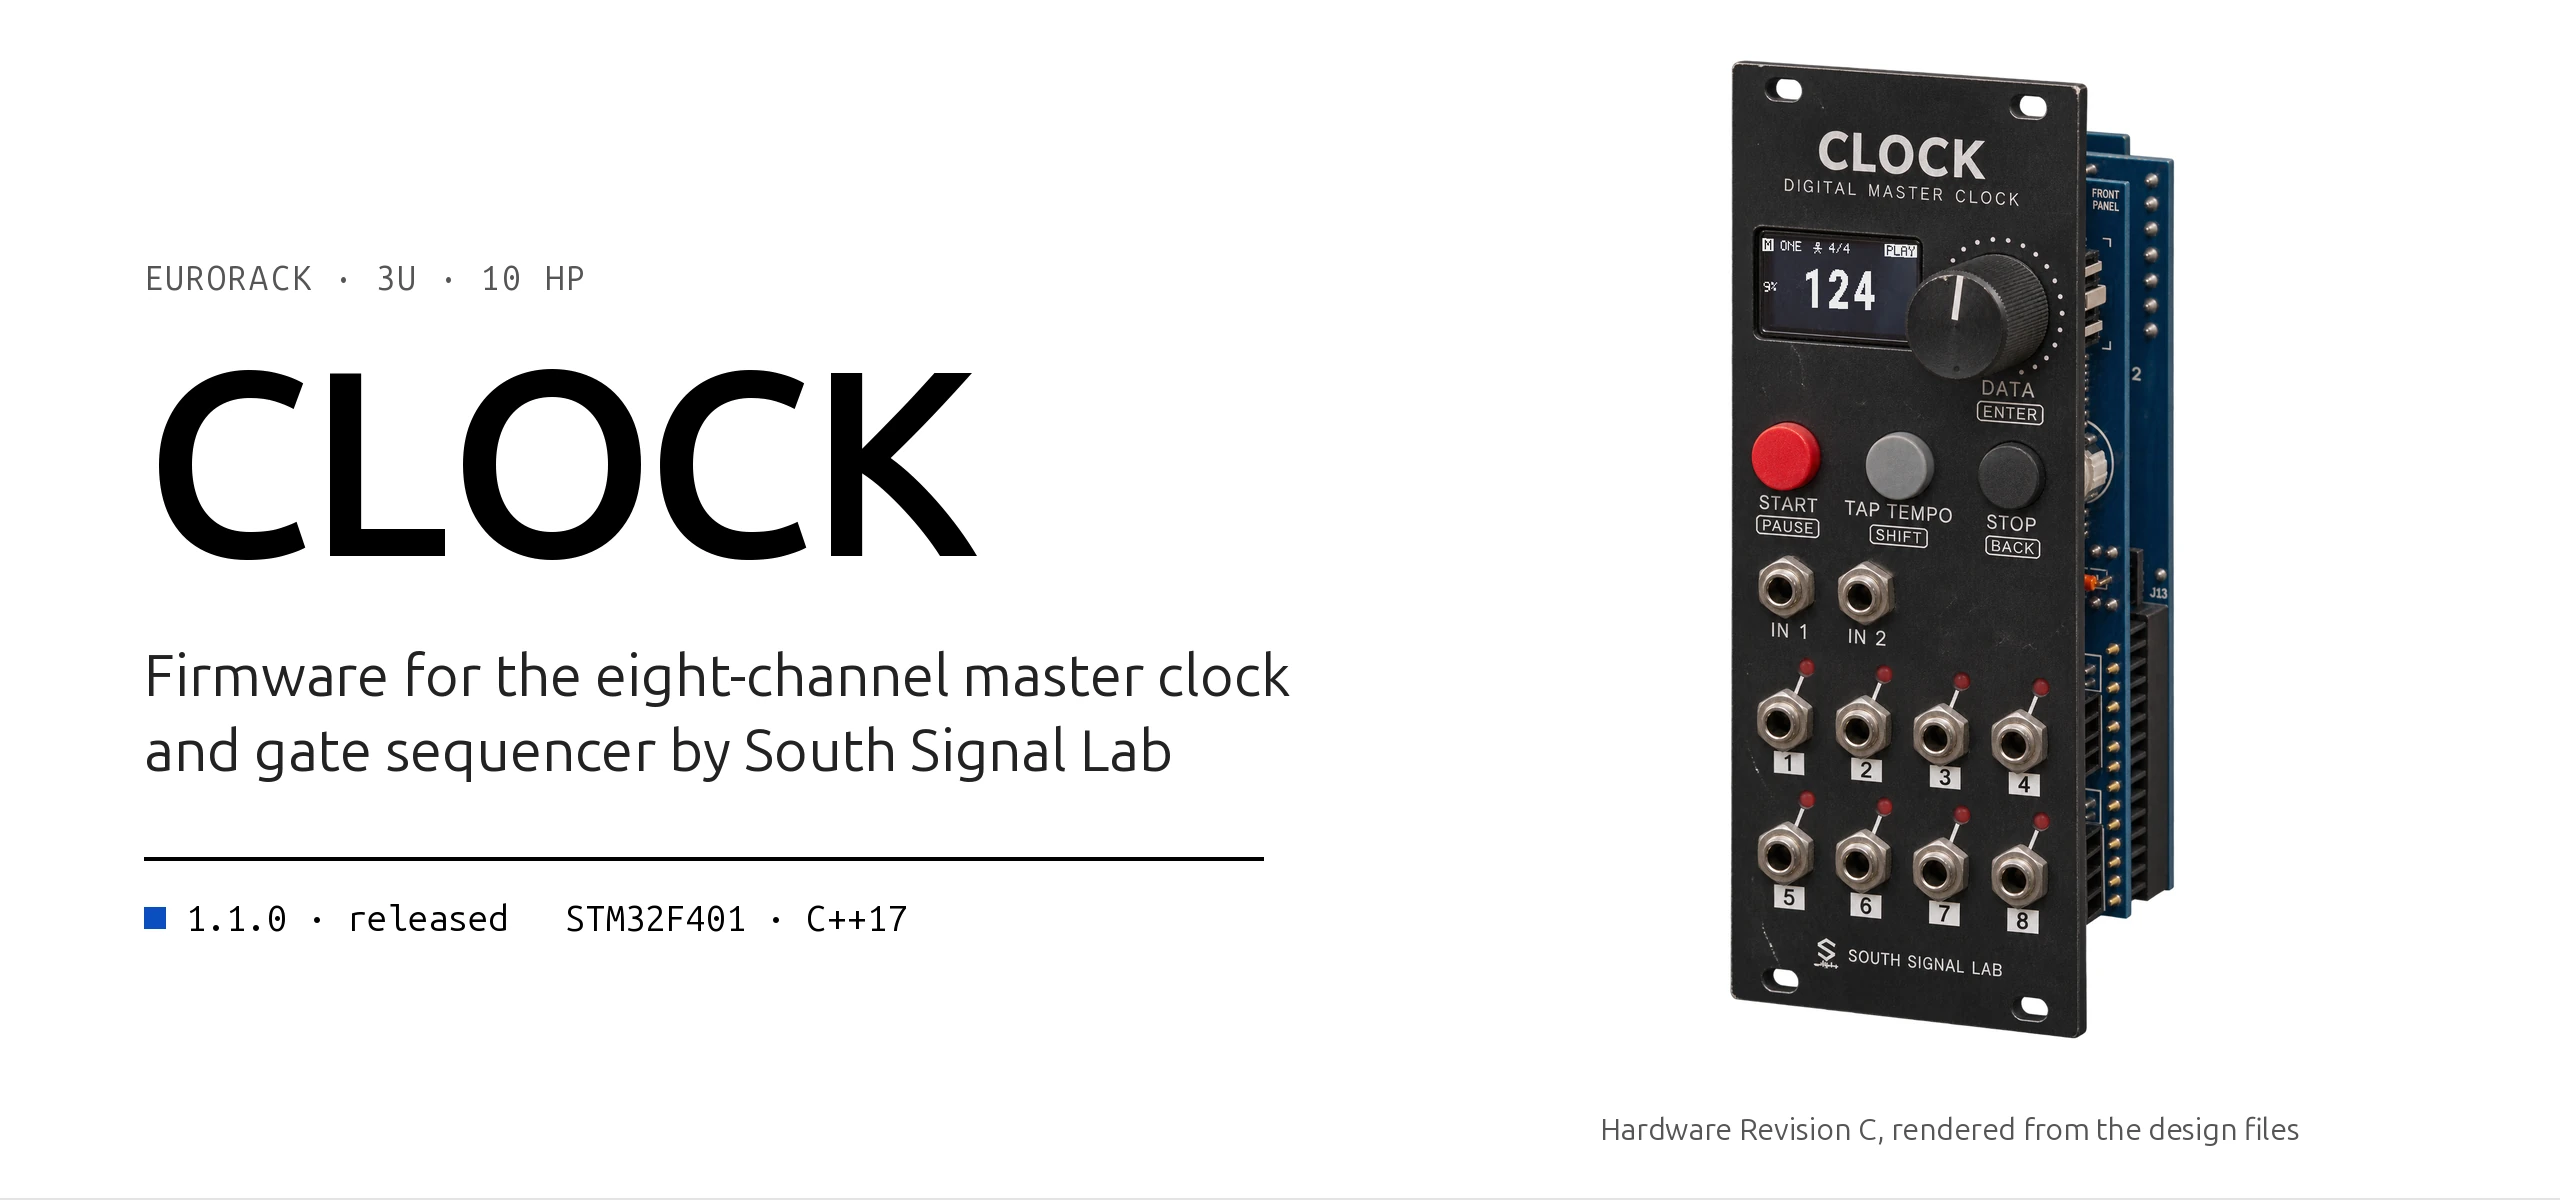 EURORACK · 3U · 10 HP
CLOCK
Firmware for the eight-channel master clock
and gate sequencer by South Signal Lab
1.1.0 · released STM32F401 · C++17
CLOCK
DIGITAL MASTER CLOCK
M ONE 4/4 PLAY
124
DATA
ENTER
START
PAUSE
TAP TEMPO
SHIFT
STOP
BACK
IN 1 IN 2
1 2 3 4
5 6 7 8
SOUTH SIGNAL LAB
FRONT
PANEL
2
J13
Hardware Revision C, rendered from the design files